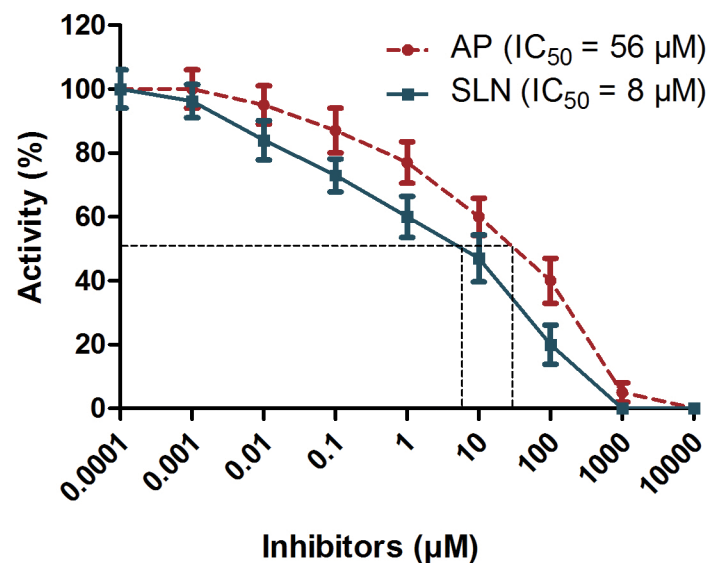 120
100
80
60
40
20
0
Activity (%)
AP (IC₅₀ = 56 µM)
SLN (IC₅₀ = 8 µM)
0.0001 0.001 0.01 0.1 1 10 100 1000 10000
Inhibitors (µM)